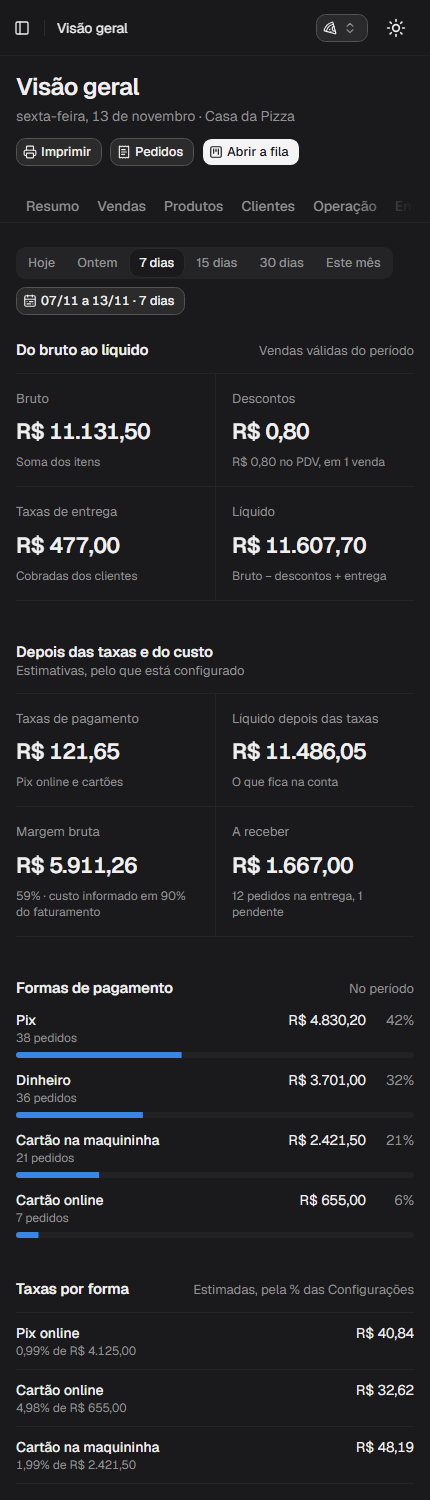 Visão geral
Visão geral
sexta-feira, 13 de novembro · Casa da Pizza
Imprimir Pedidos Abrir a fila
Resumo Vendas Produtos Clientes Operação En
Hoje Ontem 7 dias 15 dias 30 dias Este mês
07/11 a 13/11 · 7 dias
Do bruto ao líquido Vendas válidas do período
Bruto Descontos
R$ 11.131,50 R$ 0,80
Soma dos itens R$ 0,80 no PDV, em 1 venda
Taxas de entrega Líquido
R$ 477,00 R$ 11.607,70
Cobradas dos clientes Bruto − descontos + entrega
Depois das taxas e do custo
Estimativas, pelo que está configurado
Taxas de pagamento Líquido depois das taxas
R$ 121,65 R$ 11.486,05
Pix online e cartões O que fica na conta
Margem bruta A receber
R$ 5.911,26 R$ 1.667,00
59% · custo informado em 90% 12 pedidos na entrega, 1
do faturamento pendente
Formas de pagamento No período
Pix R$ 4.830,20 42%
38 pedidos
Dinheiro R$ 3.701,00 32%
36 pedidos
Cartão na maquininha R$ 2.421,50 21%
21 pedidos
Cartão online R$ 655,00 6%
7 pedidos
Taxas por forma Estimadas, pela % das Configurações
Pix online R$ 40,84
0,99% de R$ 4.125,00
Cartão online R$ 32,62
4,98% de R$ 655,00
Cartão na maquininha R$ 48,19
1,99% de R$ 2.421,50